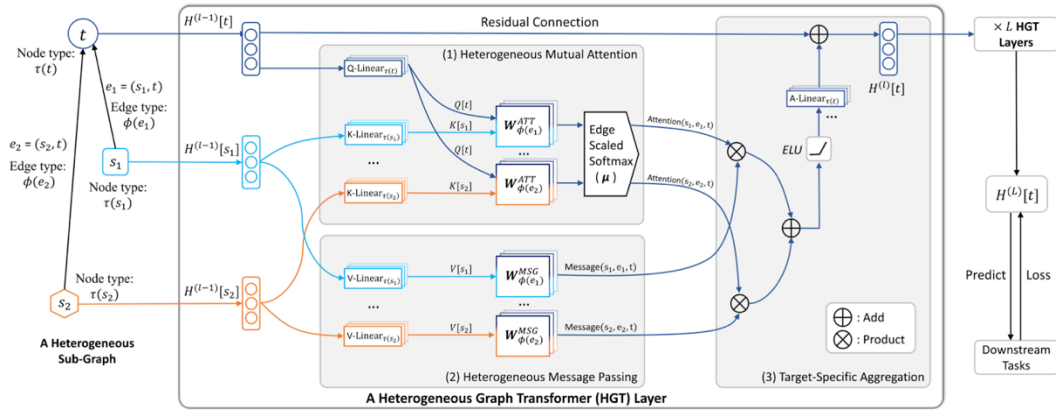 t
Node type:
τ(t)
e₁ = (s₁, t)
Edge type:
ϕ(e₁)
e₂ = (s₂, t)
Edge type:
ϕ(e₂)
s₁
Node type:
τ(s₁)
Node type:
τ(s₂)
s₂
A Heterogeneous
Sub-Graph
H^(l-1)[t]
H^(l-1)[s₁]
H^(l-1)[s₂]
Residual Connection
(1) Heterogeneous Mutual Attention
Q-Linear_τ(t)
Q[t]
K-Linear_τ(s₁)
K[s₁]
W^ATT_ϕ(e₁)
...
...
Q[t]
K-Linear_τ(s₂)
K[s₂]
W^ATT_ϕ(e₂)
Edge
Scaled
Softmax
(μ)
Attention(s₁, e₁, t)
Attention(s₂, e₂, t)
V-Linear_τ(s₁)
V[s₁]
W^MSG_ϕ(e₁)
Message(s₁, e₁, t)
...
...
V-Linear_τ(s₂)
V[s₂]
W^MSG_ϕ(e₂)
Message(s₂, e₂, t)
(2) Heterogeneous Message Passing
A-Linear_τ(t)
...
ELU
H^(l)[t]
: Add
: Product
(3) Target-Specific Aggregation
A Heterogeneous Graph Transformer (HGT) Layer
× L HGT
Layers
H^(L)[t]
Predict
Loss
Downstream
Tasks